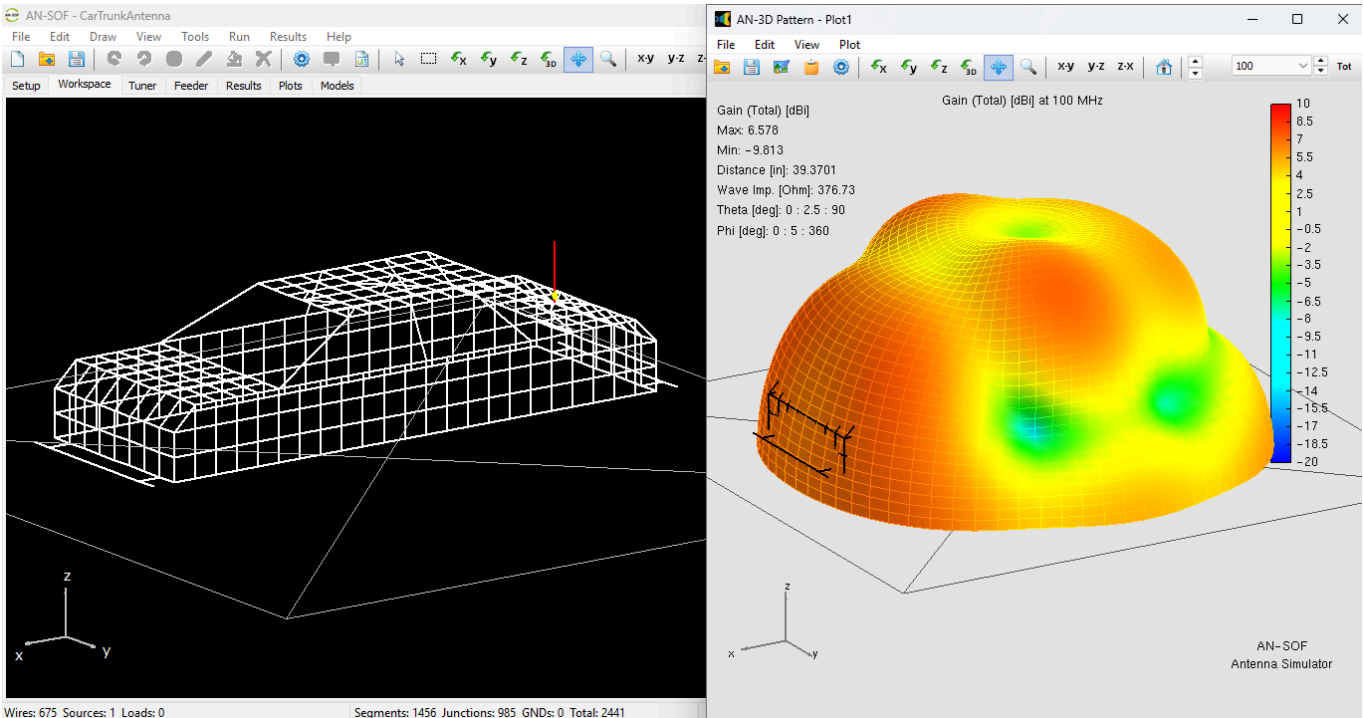 AN-SOF - CarTrunkAntenna
File Edit Draw View Tools Run Results Help
3D x-y y-z z-
Setup Workspace Tuner Feeder Results Plots Models
z
x
y
Wires: 675 Sources: 1 Loads: 0 Segments: 1456 Junctions: 985 GNDs: 0 Total: 2441
AN-3D Pattern - Plot1
File Edit View Plot
x y z 3D x-y y-z z-x 100 Tot
Gain (Total) [dBi] at 100 MHz
Gain (Total) [dBi]
Max: 6.578
Min: -9.813
Distance [in]: 39.3701
Wave Imp. [Ohm]: 376.73
Theta [deg]: 0 : 2.5 : 90
Phi [deg]: 0 : 5 : 360
10
8.5
7
5.5
4
2.5
1
-0.5
-2
-3.5
-5
-6.5
-8
-9.5
-11
-12.5
-14
-15.5
-17
-18.5
-20
z
x
y
AN-SOF
Antenna Simulator